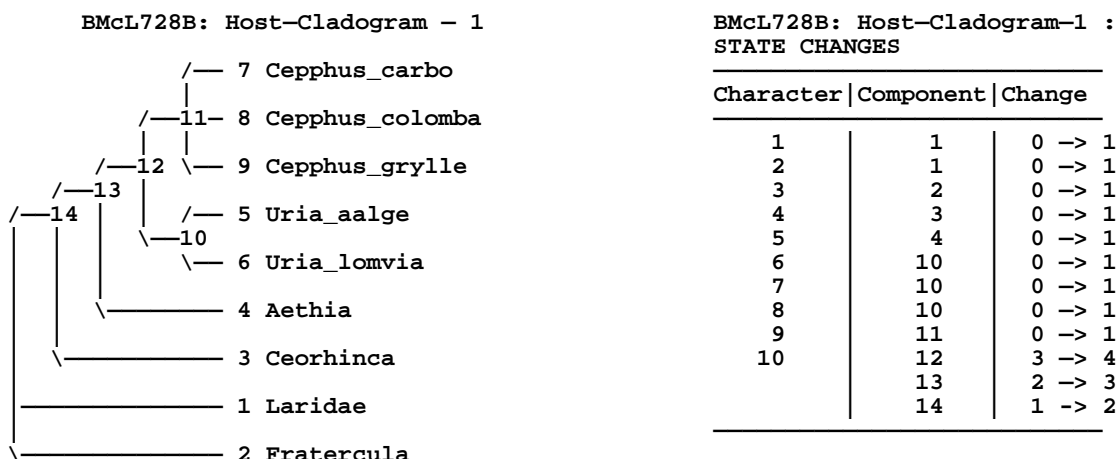 BMcL728B: Host—Cladogram — 1
/—— 7 Cepphus_carbo
/——11— 8 Cepphus_colomba
/——12 \—— 9 Cepphus_grylle
/——13
/——14 /—— 5 Uria_aalge
\——10
\—— 6 Uria_lomvia
\———————— 4 Aethia
\——————————— 3 Ceorhinca
—————————————— 1 Laridae
\—————————————— 2 Fratercula
BMcL728B: Host—Cladogram—1 :
STATE CHANGES
Character|Component|Change
1 | 1 | 0 —> 1
2 | 1 | 0 —> 1
3 | 2 | 0 —> 1
4 | 3 | 0 —> 1
5 | 4 | 0 —> 1
6 | 10 | 0 —> 1
7 | 10 | 0 —> 1
8 | 10 | 0 —> 1
9 | 11 | 0 —> 1
10 | 12 | 3 —> 4
| 13 | 2 —> 3
| 14 | 1 -> 2